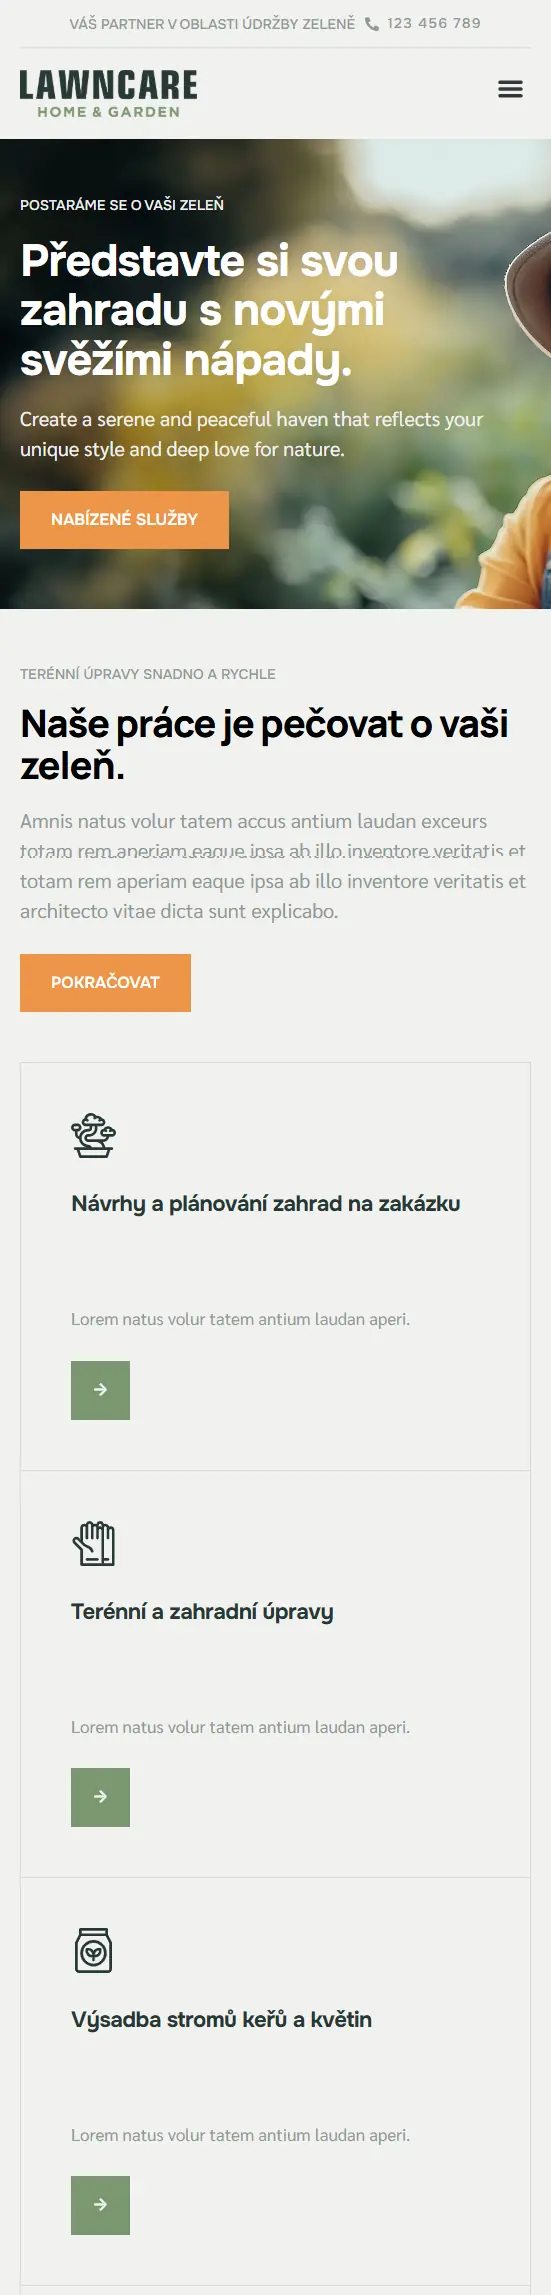 VÁŠ PARTNER V OBLASTI ÚDRŽBY ZELENĚ 123 456 789
LAWNCARE
HOME & GARDEN
POSTARÁME SE O VAŠI ZELEŇ
Představte si svou
zahradu s novými
svěžími nápady.
Create a serene and peaceful haven that reflects your
unique style and deep love for nature.
NABÍZENÉ SLUŽBY
TERÉNNÍ ÚPRAVY SNADNO A RYCHLE
Naše práce je pečovat o vaši
zeleň.
Amnis natus volur tatem accus antium laudan exceurs
totam rem aperiam eaque ipsa ab illo inventore veritatis et
totam rem aperiam eaque ipsa ab illo inventore veritatis et
architecto vitae dicta sunt explicabo.
POKRAČOVAT
Návrhy a plánování zahrad na zakázku
Lorem natus volur tatem antium laudan aperi.
Terénní a zahradní úpravy
Lorem natus volur tatem antium laudan aperi.
Výsadba stromů keřů a květin
Lorem natus volur tatem antium laudan aperi.